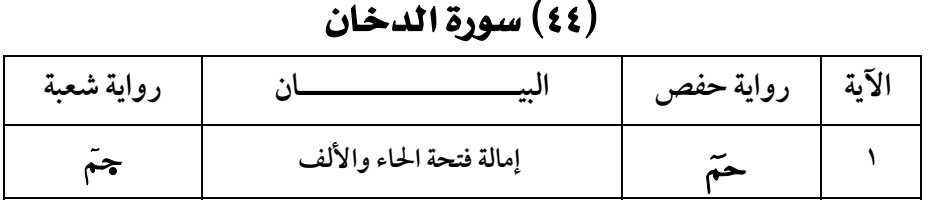 (٤٤) سورة الدخان
الآية رواية حفص البيـــــــــــــان رواية شعبة
١ حمٓ إمالة فتحة الحاء والألف جمٓ